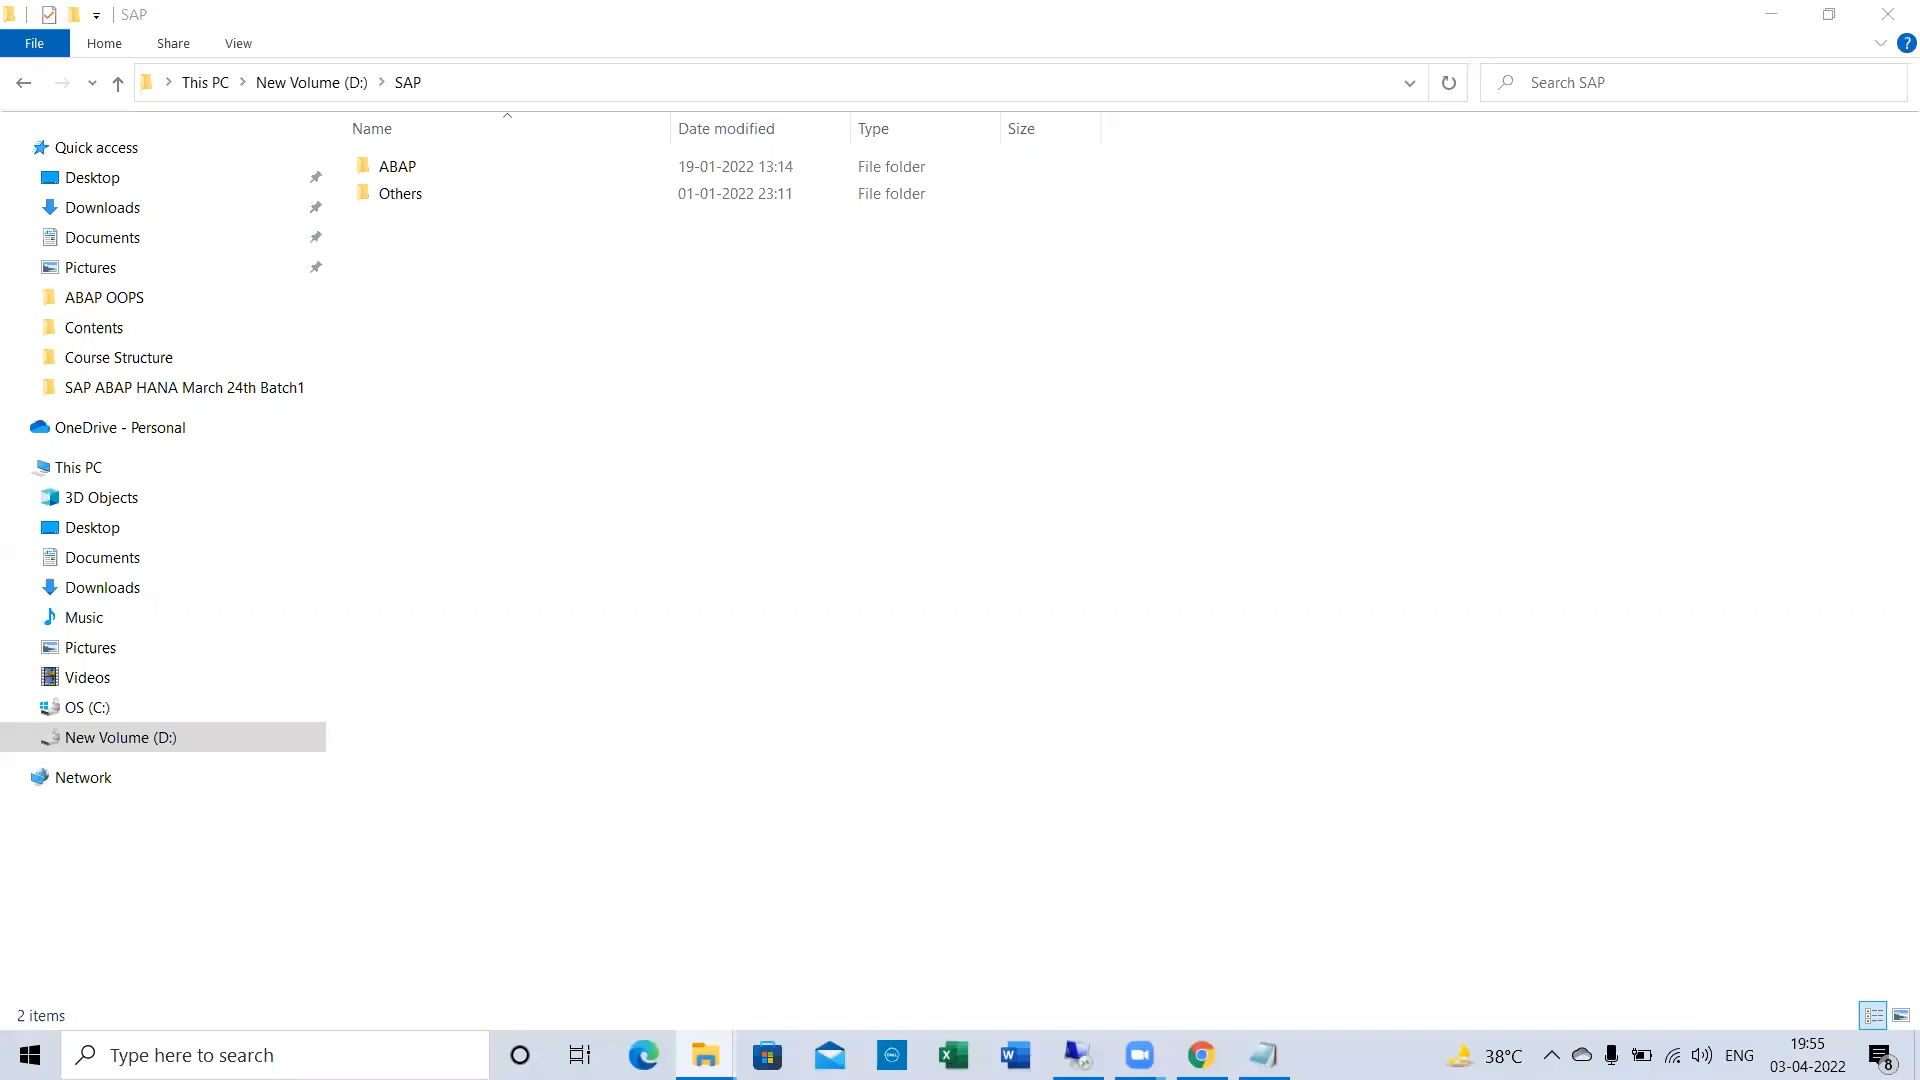 SAP
File Home Share View ?
This PC New Volume (D:) SAP Search SAP
Name Date modified Type Size
ABAP 19-01-2022 13:14 File folder
Others 01-01-2022 23:11 File folder
Quick access
Desktop
Downloads
Documents
Pictures
ABAP OOPS
Contents
Course Structure
SAP ABAP HANA March 24th Batch1
OneDrive - Personal
This PC
3D Objects
Desktop
Documents
Downloads
Music
Pictures
Videos
OS (C:)
New Volume (D:)
Network
2 items
Type here to search DELL X W 38°C ENG 19:55
03-04-2022 8